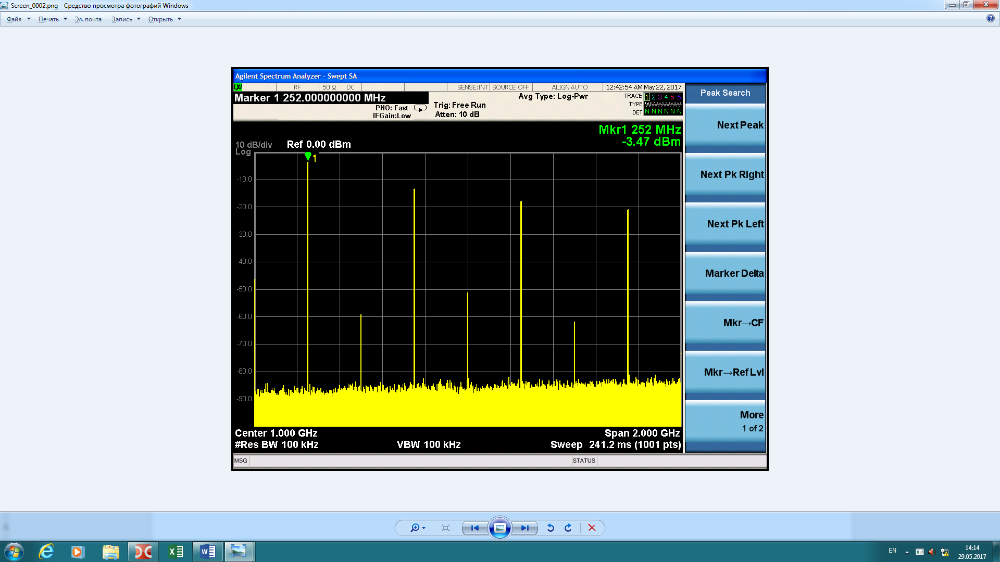 Screen_0002.png - Средство просмотра фотографий Windows
Файл Печать Эл. почта Запись Открыть
Agilent Spectrum Analyzer - Swept SA
LXI RF 50 Ω DC SENSE:INT SOURCE OFF ALIGN AUTO 12:42:54 AM May 22, 2017
Marker 1 252.000000000 MHz
PNO: Fast
IFGain:Low
Trig: Free Run
Atten: 10 dB
Avg Type: Log-Pwr
TRACE 1 2 3 4 5 6
TYPE W
DET N N N N N N
Mkr1 252 MHz
-3.47 dBm
10 dB/div
Log
Ref 0.00 dBm
1
-10.0
-20.0
-30.0
-40.0
-50.0
-60.0
-70.0
-80.0
-90.0
Center 1.000 GHz Span 2.000 GHz
#Res BW 100 kHz VBW 100 kHz Sweep 241.2 ms (1001 pts)
MSG STATUS
Peak Search
Next Peak
Next Pk Right
Next Pk Left
Marker Delta
Mkr→CF
Mkr→Ref Lvl
More
1 of 2
EN
14:14
29.05.2017